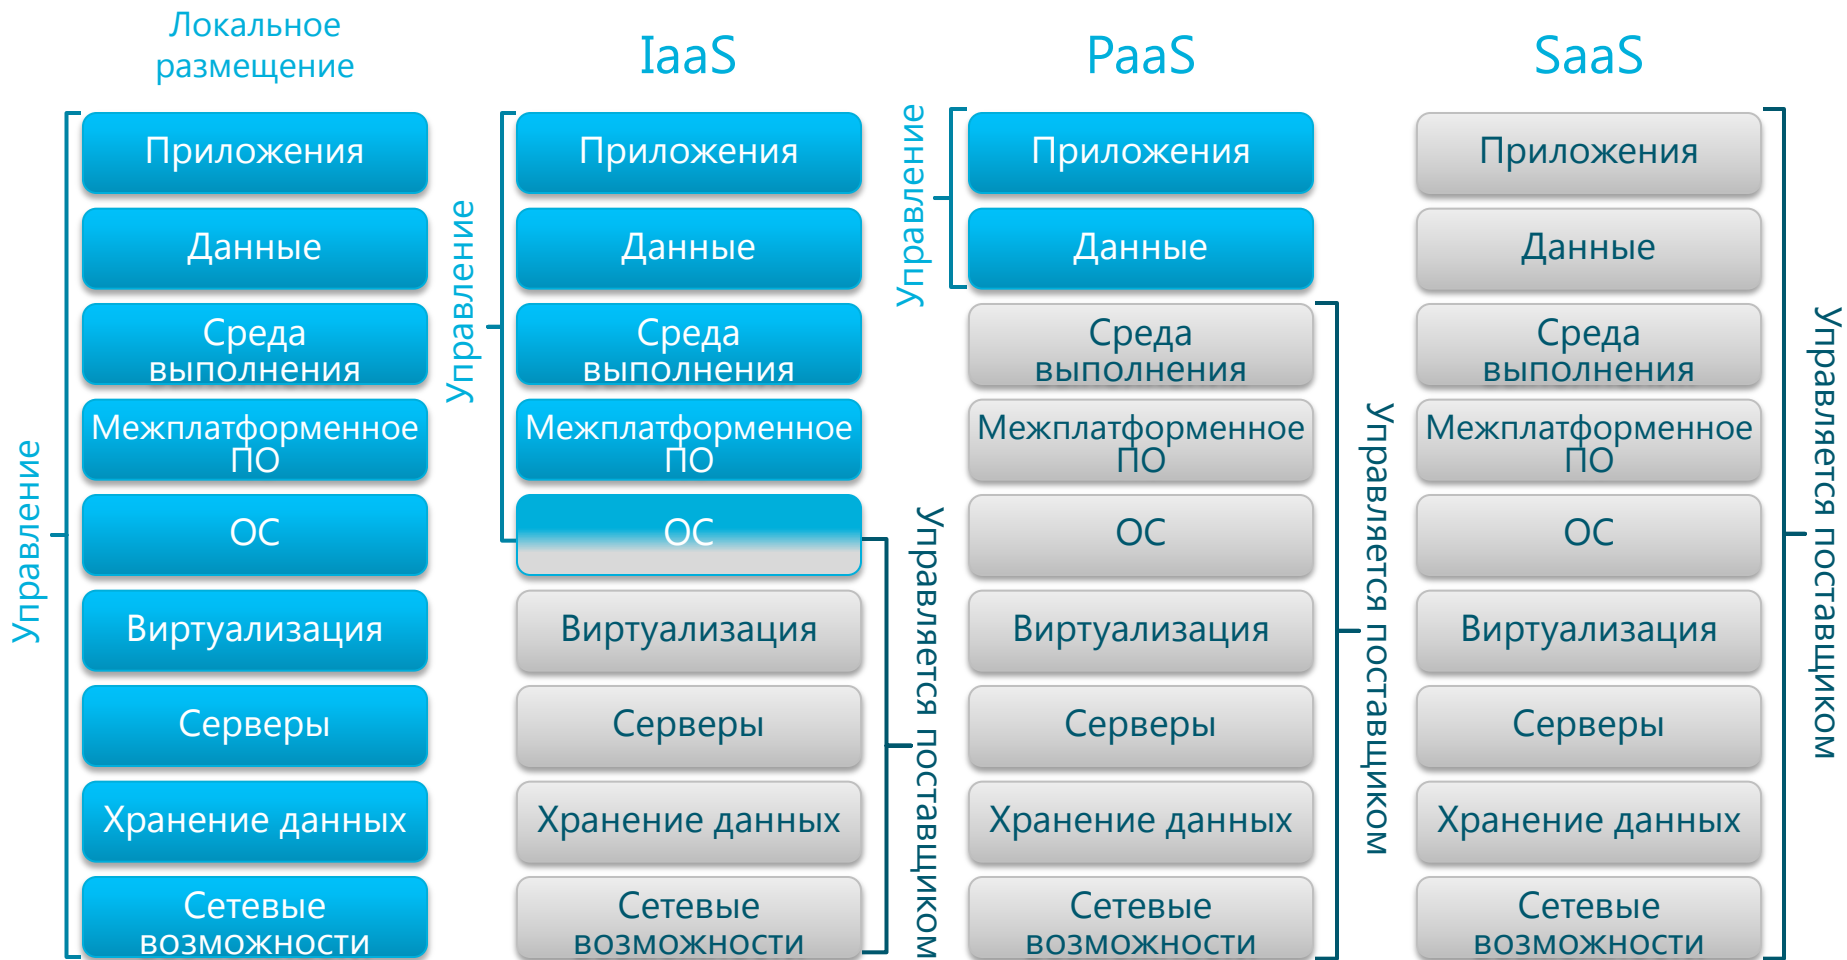 Локальное
размещение
Управление
Приложения
Данные
Среда
выполнения
Межплатформенное
ПО
ОС
Виртуализация
Серверы
Хранение данных
Сетевые
возможности
IaaS
Управление
Приложения
Данные
Среда
выполнения
Межплатформенное
ПО
ОС
Виртуализация
Серверы
Хранение данных
Сетевые
возможности
Управляется поставщиком
PaaS
Управление
Приложения
Данные
Среда
выполнения
Межплатформенное
ПО
ОС
Виртуализация
Серверы
Хранение данных
Сетевые
возможности
Управляется поставщиком
SaaS
Приложения
Данные
Среда
выполнения
Межплатформенное
ПО
ОС
Виртуализация
Серверы
Хранение данных
Сетевые
возможности
Управляется поставщиком